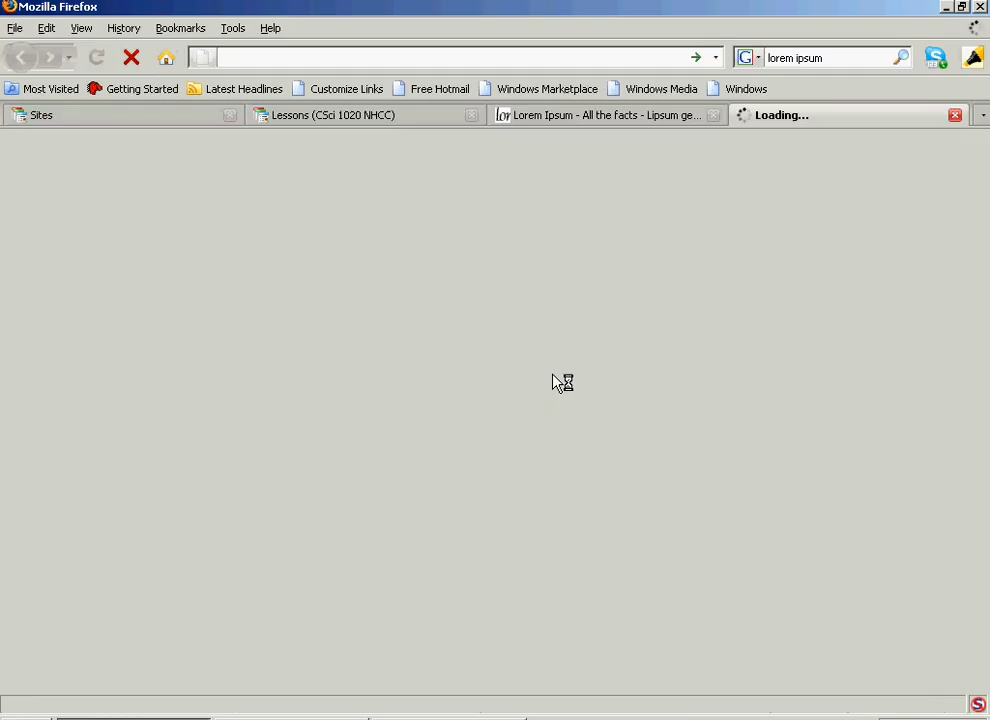 Mozilla Firefox
File Edit View History Bookmarks Tools Help
G lorem ipsum
Most Visited Getting Started Latest Headlines Customize Links Free Hotmail Windows Marketplace Windows Media Windows
Sites Lessons (CSci 1020 NHCC) lor Lorem Ipsum - All the facts - Lipsum ge... Loading...
S